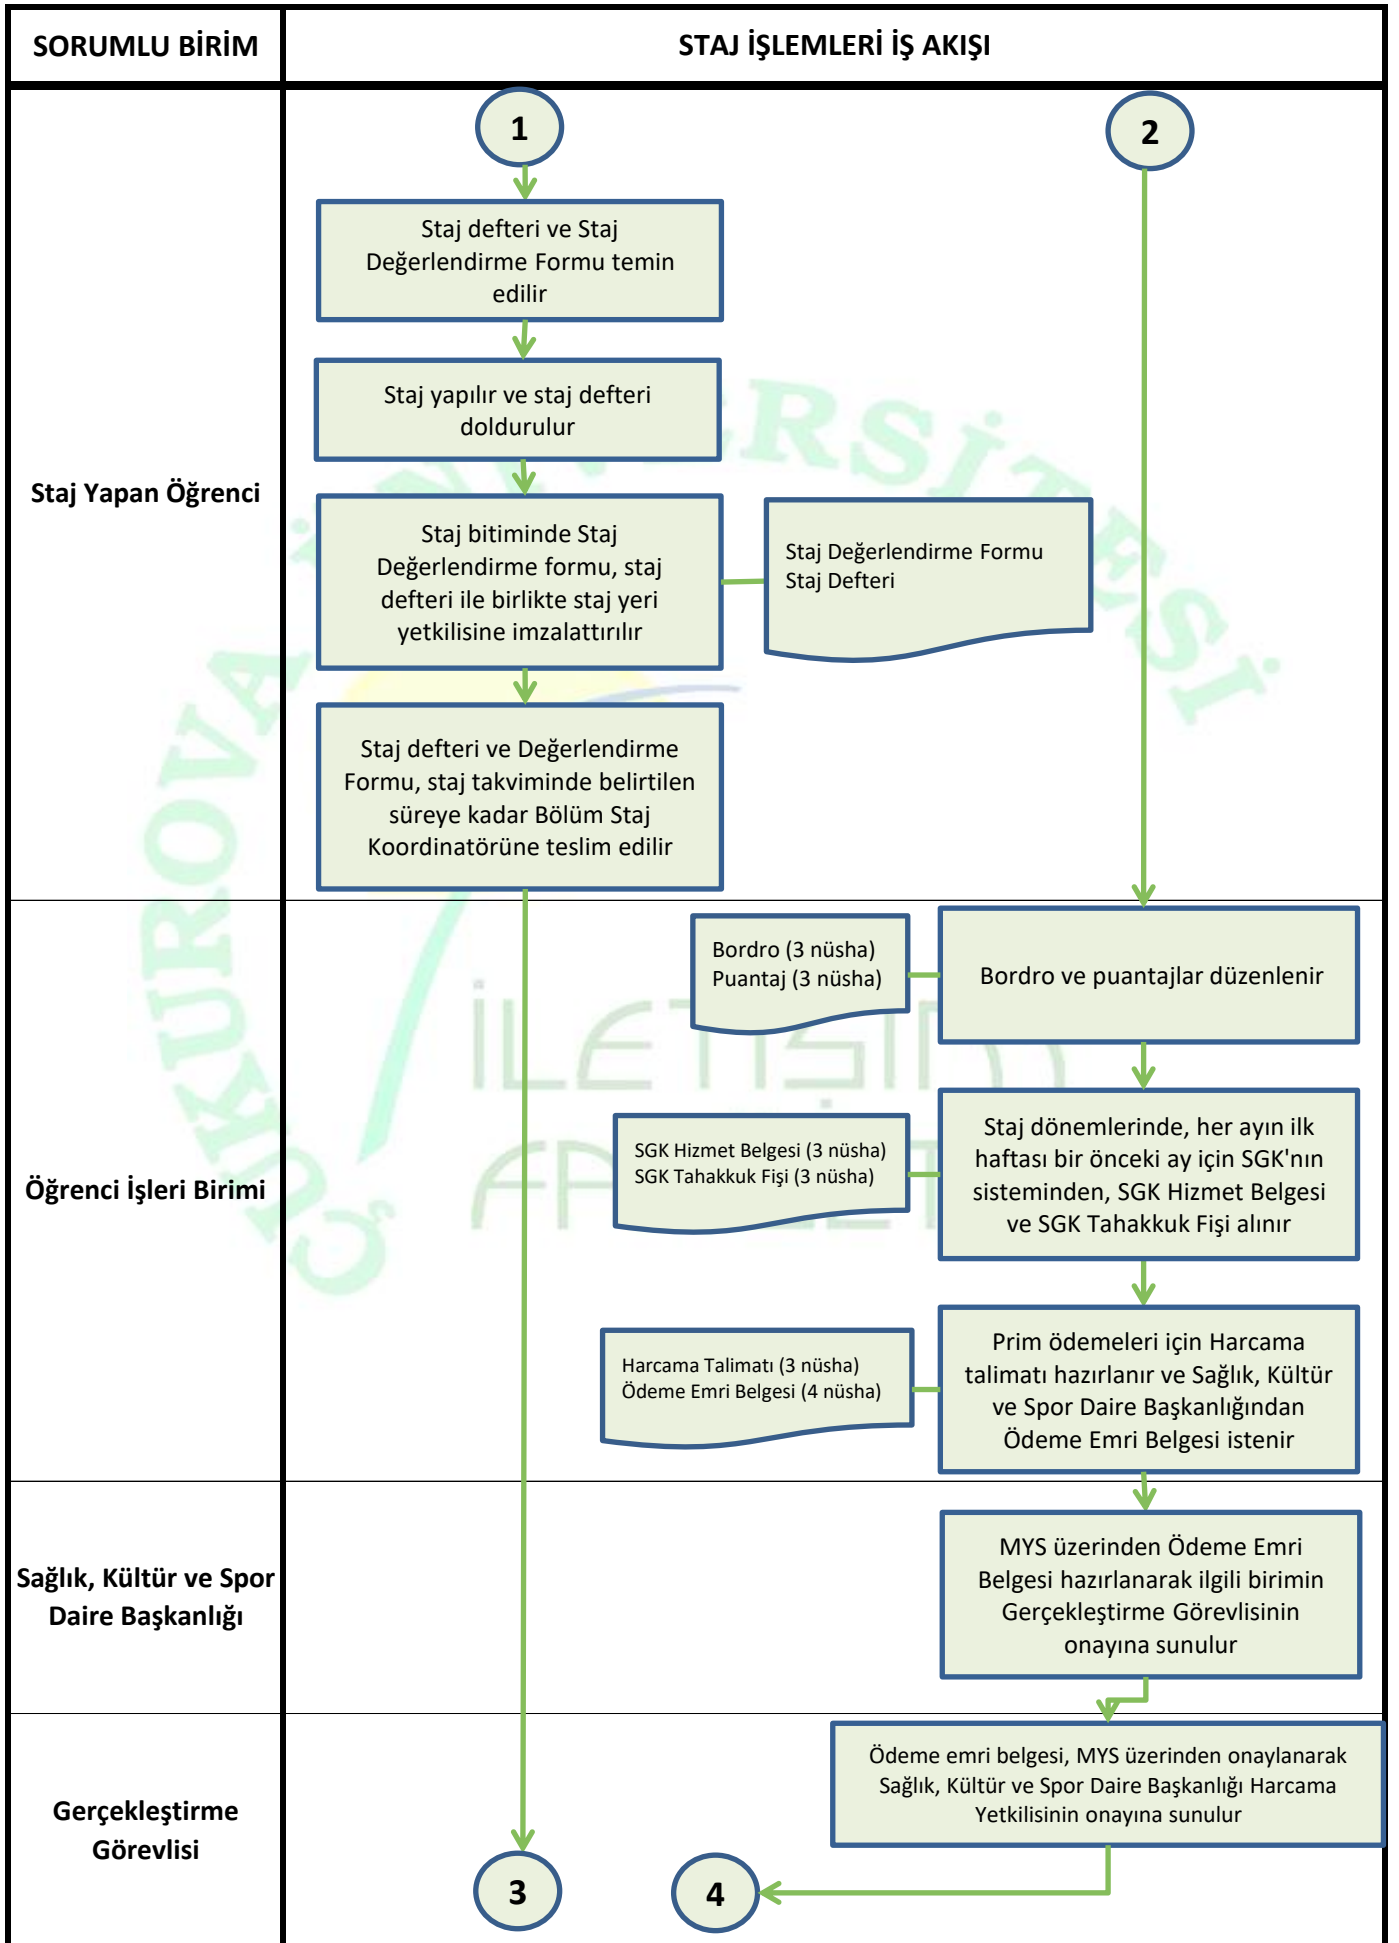 SORUMLU BİRİM
STAJ İŞLEMLERİ İŞ AKIŞI
1
2
Staj Yapan Öğrenci
Staj defteri ve Staj
Değerlendirme Formu temin
edilir
Staj yapılır ve staj defteri
doldurulur
Staj bitiminde Staj
Değerlendirme formu, staj
defteri ile birlikte staj yeri
yetkilisine imzalattırılır
Staj Değerlendirme Formu
Staj Defteri
Staj defteri ve Değerlendirme
Formu, staj takviminde belirtilen
süreye kadar Bölüm Staj
Koordinatörüne teslim edilir
Öğrenci İşleri Birimi
Bordro (3 nüsha)
Puantaj (3 nüsha)
Bordro ve puantajlar düzenlenir
SGK Hizmet Belgesi (3 nüsha)
SGK Tahakkuk Fişi (3 nüsha)
Staj dönemlerinde, her ayın ilk
haftası bir önceki ay için SGK'nın
sisteminden, SGK Hizmet Belgesi
ve SGK Tahakkuk Fişi alınır
Harcama Talimatı (3 nüsha)
Ödeme Emri Belgesi (4 nüsha)
Prim ödemeleri için Harcama
talimatı hazırlanır ve Sağlık, Kültür
ve Spor Daire Başkanlığından
Ödeme Emri Belgesi istenir
Sağlık, Kültür ve Spor
Daire Başkanlığı
MYS üzerinden Ödeme Emri
Belgesi hazırlanarak ilgili birimin
Gerçekleştirme Görevlisinin
onayına sunulur
Gerçekleştirme
Görevlisi
Ödeme emri belgesi, MYS üzerinden onaylanarak
Sağlık, Kültür ve Spor Daire Başkanlığı Harcama
Yetkilisinin onayına sunulur
3
4